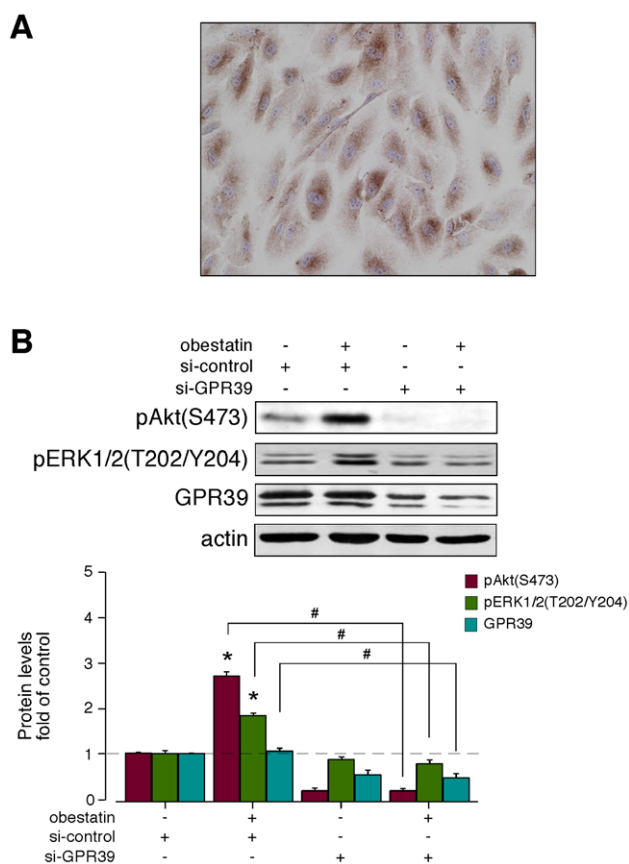 A
B
obestatin - + - +
si-control + + - -
si-GPR39 - - + +
pAkt(S473)
pERK1/2(T202/Y204)
GPR39
actin
5
4
3
2
1
0
Protein levels
fold of control
pAkt(S473)
pERK1/2(T202/Y204)
GPR39
#
#
#
*
*
obestatin - + - +
si-control + + - -
si-GPR39 - - + +